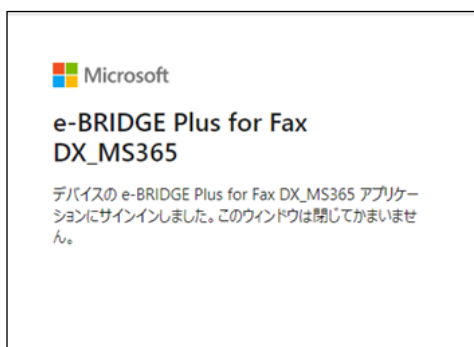 Microsoft
e-BRIDGE Plus for Fax
DX_MS365
デバイスの e-BRIDGE Plus for Fax DX_MS365 アプリケー
ションにサインインしました。このウィンドウは閉じてかまいませ
ん。